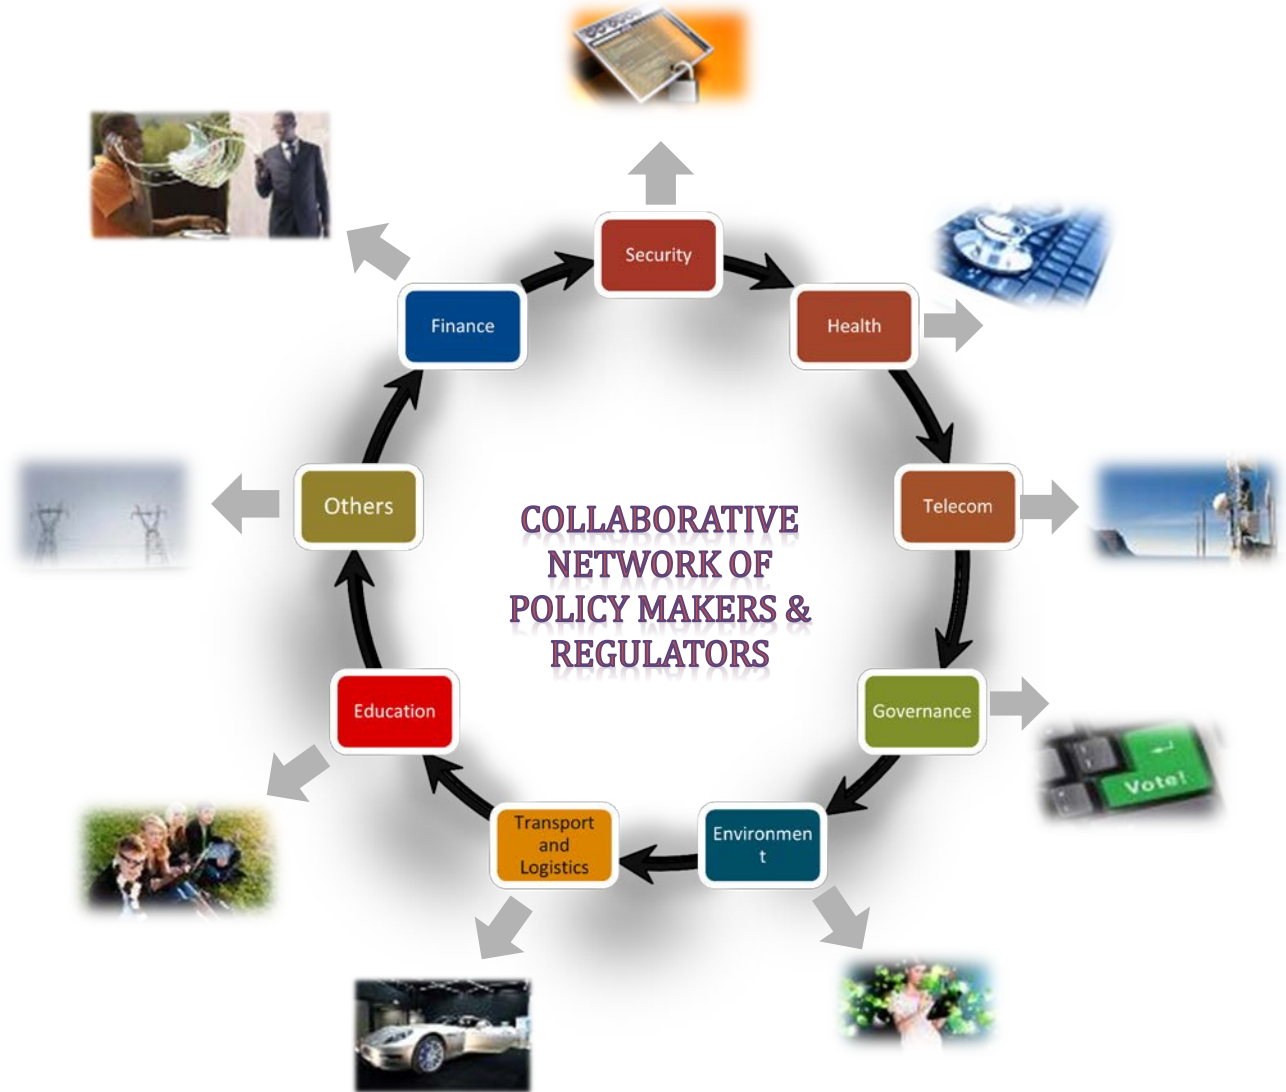 Security
Finance
Health
Others
Telecom
COLLABORATIVE
NETWORK OF
POLICY MAKERS &
REGULATORS
Education
Governance
Vote!
Transport
and
Logistics
Environmen
t